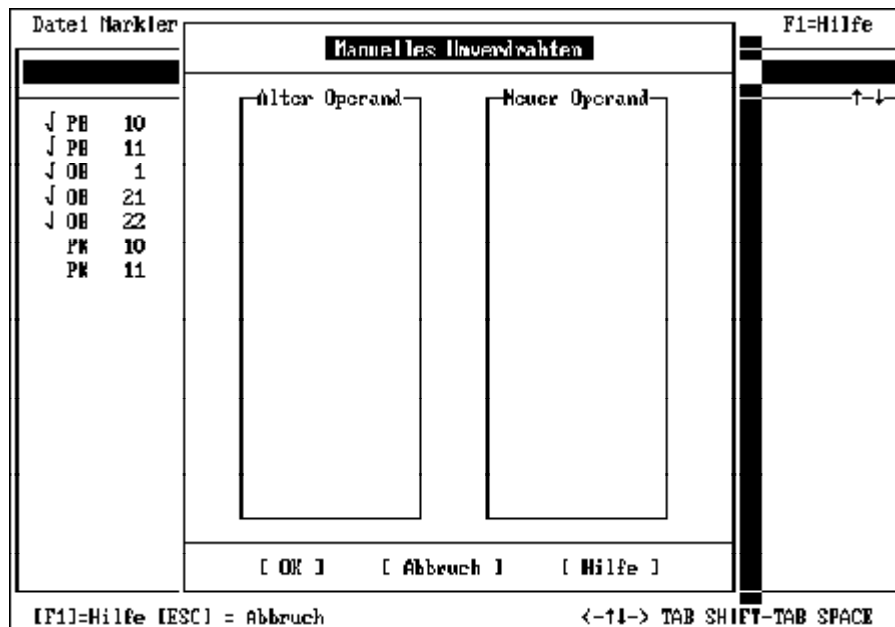 Datei Markier F1=Hilfe
Manuelles Umverdrahten
Alter Operand Neuer Operand
↑-↓
√ PB 10
√ PB 11
√ OB 1
√ OB 21
√ OB 22
PK 10
PK 11
[ OK ] [ Abbruch ] [ Hilfe ]
[F1]=Hilfe [ESC] = Abbruch <-↑↓-> TAB SHIFT-TAB SPACE